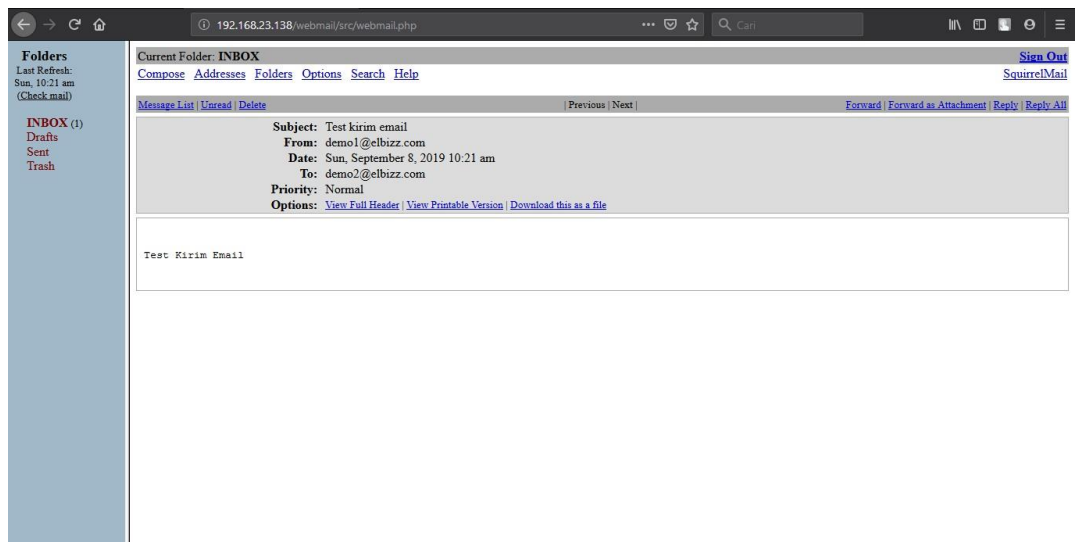 192.168.23.138/webmail/src/webmail.php
Cari
Folders
Last Refresh:
Sun, 10:21 am
(Check mail)
INBOX (1)
Drafts
Sent
Trash
Current Folder: INBOX Sign Out
Compose Addresses Folders Options Search Help SquirrelMail
Message List | Unread | Delete | Previous | Next | Forward | Forward as Attachment | Reply | Reply All
Subject: Test kirim email
From: demo1@elbizz.com
Date: Sun, September 8, 2019 10:21 am
To: demo2@elbizz.com
Priority: Normal
Options: View Full Header | View Printable Version | Download this as a file
Test Kirim Email